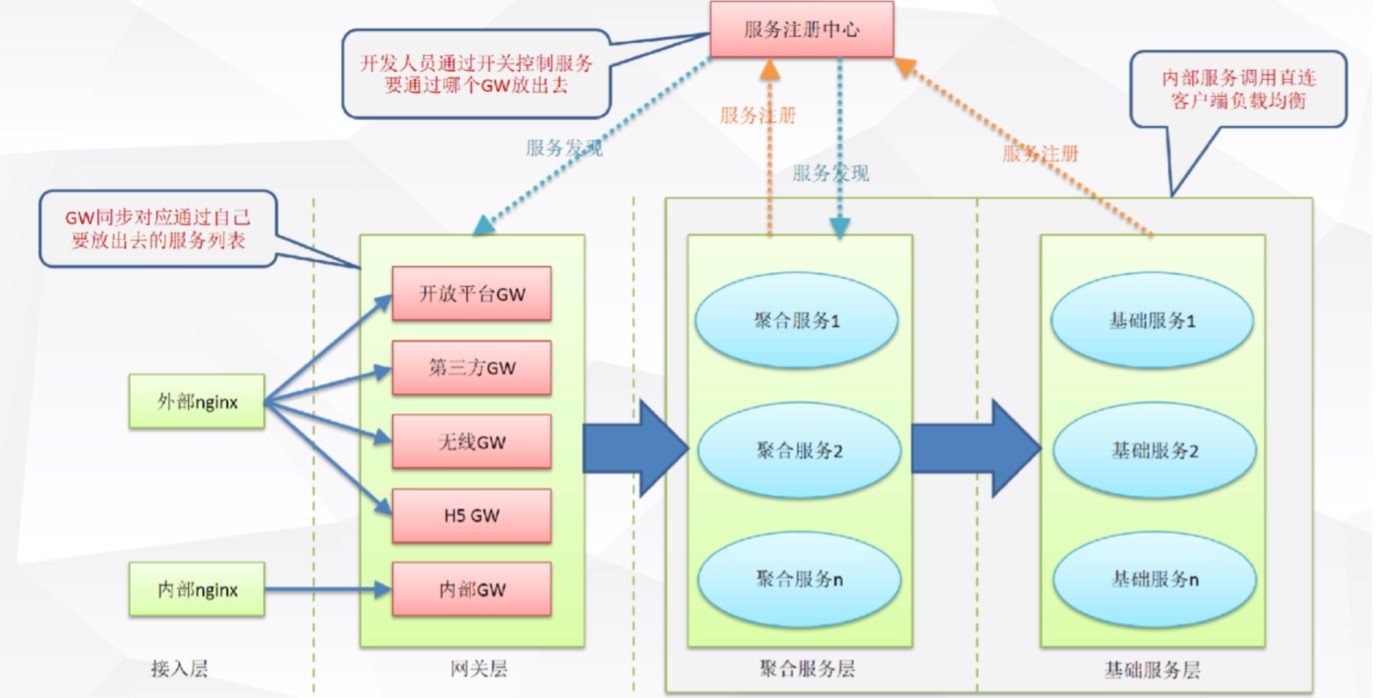 服务注册中心
开发人员通过开关控制服务
要通过哪个GW放出去
内部服务调用直连
客户端负载均衡
服务注册
服务发现
服务注册
服务发现
GW同步对应通过自己
要放出去的服务列表
开放平台GW
第三方GW
无线GW
H5 GW
内部GW
外部nginx
内部nginx
聚合服务1
聚合服务2
聚合服务n
基础服务1
基础服务2
基础服务n
接入层
网关层
聚合服务层
基础服务层